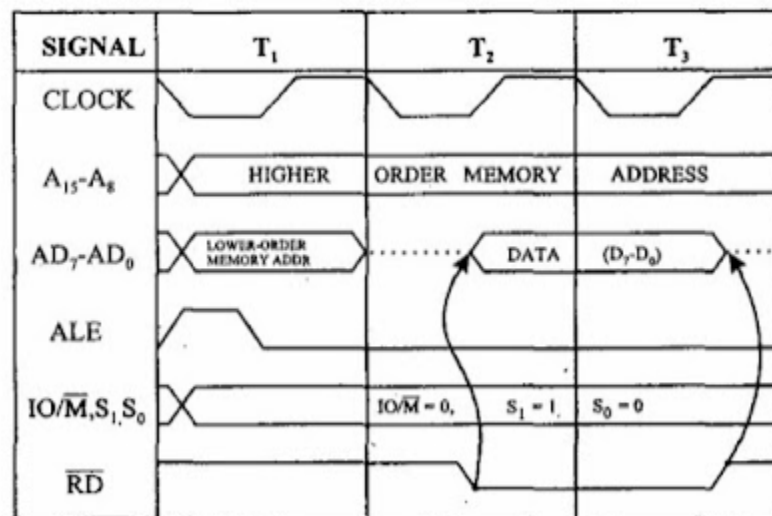 SIGNAL T₁ T₂ T₃
CLOCK
A₁₅-A₈ HIGHER ORDER MEMORY ADDRESS
AD₇-AD₀ LOWER-ORDER MEMORY ADDR DATA (D₇-D₀)
ALE
IO/M̅,S₁,S₀ IO/M̅ = 0, S₁ = 1 S₀ = 0
R̅D̅